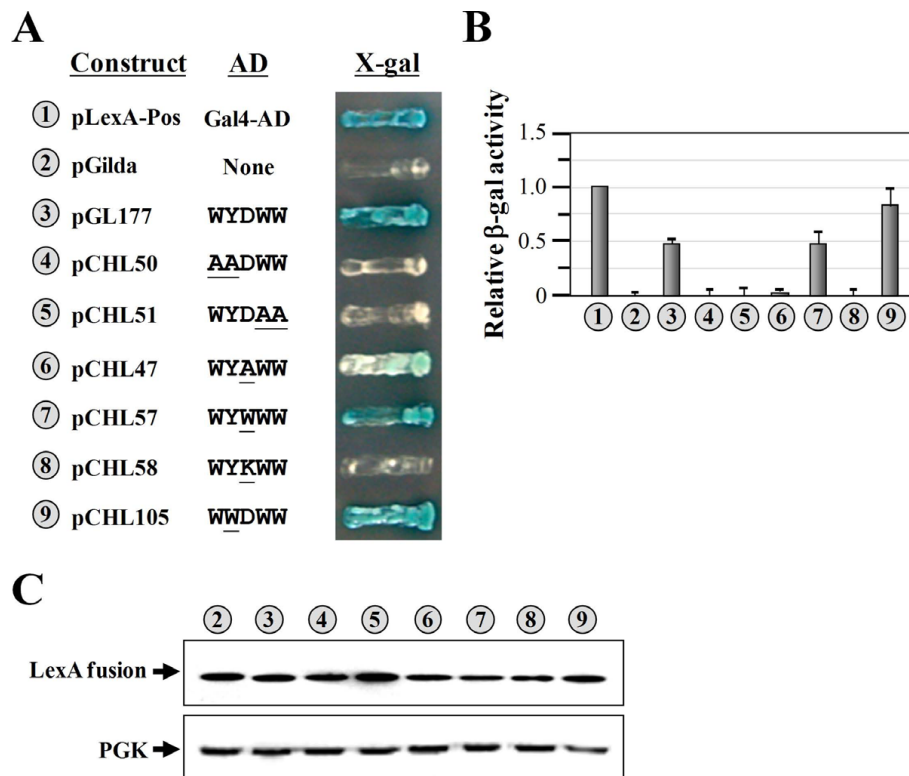 A
Construct AD X-gal
1 pLexA-Pos Gal4-AD
2 pGilda None
3 pGL177 WYDWW
4 pCHL50 AADWW
5 pCHL51 WYDAA
6 pCHL47 WYAWW
7 pCHL57 WYWWW
8 pCHL58 WYKWW
9 pCHL105 WWDWW
B
Relative β-gal activity
1.5
1.0
0.5
0
1 2 3 4 5 6 7 8 9
C
2 3 4 5 6 7 8 9
LexA fusion
PGK